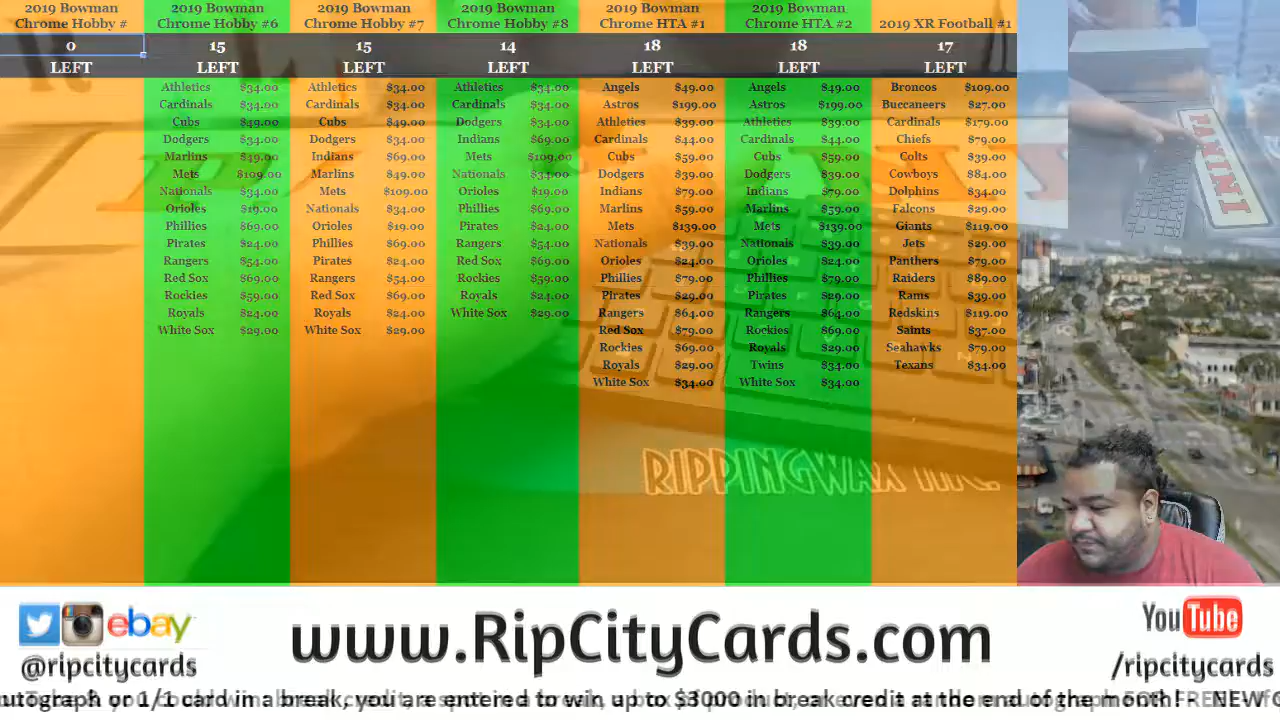 2019 Bowman Chrome Hobby # 2019 Bowman Chrome Hobby #6 2019 Bowman Chrome Hobby #7 2019 Bowman Chrome Hobby #8 2019 Bowman Chrome HTA #1 2019 Bowman Chrome HTA #2 2019 XR Football #1
0 15 15 14 18 18 17
LEFT LEFT LEFT LEFT LEFT LEFT LEFT
Athletics $34.00 Athletics $34.00 Athletics $34.00 Angels $49.00 Angels $49.00 Broncos $109.00
Cardinals $34.00 Cardinals $34.00 Cardinals $34.00 Astros $199.00 Astros $199.00 Buccaneers $27.00
Cubs $49.00 Cubs $49.00 Dodgers $34.00 Athletics $39.00 Athletics $39.00 Cardinals $179.00
Dodgers $34.00 Dodgers $34.00 Indians $69.00 Cardinals $44.00 Cardinals $44.00 Chiefs $79.00
Marlins $49.00 Indians $69.00 Mets $109.00 Cubs $59.00 Cubs $59.00 Colts $39.00
Mets $109.00 Marlins $49.00 Nationals $34.00 Dodgers $39.00 Dodgers $39.00 Cowboys $84.00
Nationals $34.00 Mets $109.00 Orioles $19.00 Indians $79.00 Indians $79.00 Dolphins $34.00
Orioles $19.00 Nationals $34.00 Phillies $69.00 Marlins $59.00 Marlins $59.00 Falcons $29.00
Phillies $69.00 Orioles $19.00 Pirates $24.00 Mets $139.00 Mets $139.00 Giants $119.00
Pirates $24.00 Phillies $69.00 Rangers $54.00 Nationals $39.00 Nationals $39.00 Jets $29.00
Rangers $54.00 Pirates $24.00 Red Sox $69.00 Orioles $24.00 Orioles $24.00 Panthers $79.00
Red Sox $69.00 Rangers $54.00 Rockies $59.00 Phillies $79.00 Phillies $79.00 Raiders $89.00
Rockies $59.00 Red Sox $69.00 Royals $24.00 Pirates $29.00 Pirates $29.00 Rams $39.00
Royals $24.00 Royals $24.00 White Sox $29.00 Rangers $64.00 Rangers $64.00 Redskins $119.00
White Sox $29.00 White Sox $29.00 Red Sox $79.00 Rockies $69.00 Saints $37.00
Rockies $69.00 Royals $29.00 Seahawks $79.00
Royals $29.00 Twins $34.00 Texans $34.00
White Sox $34.00 White Sox $34.00
PANINI
RIPPINGWAX INC.
ebay
@ripcitycards
www.RipCityCards.com
YouTube
/ripcitycards
autograph or 1/1 card in a break, you are entered to win up to $3000 in break credit at the end of the month!